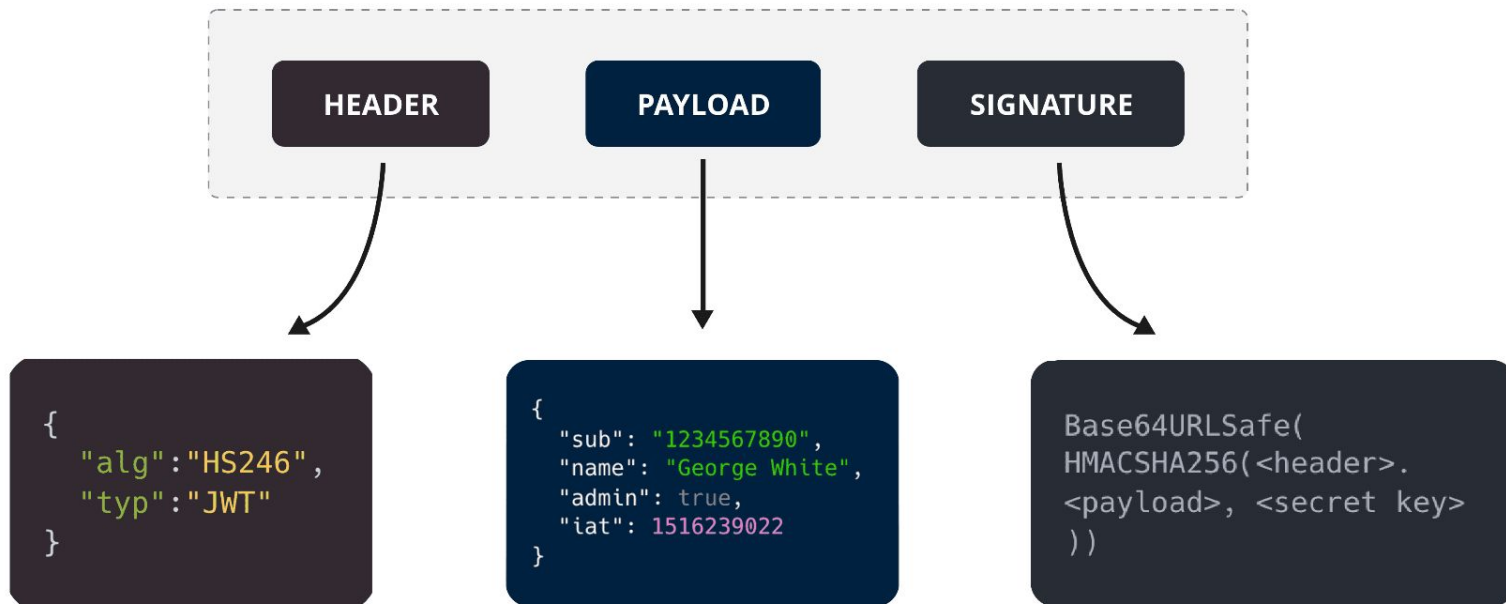 HEADER
PAYLOAD
SIGNATURE
{
"alg":"HS246",
"typ":"JWT"
}
{
"sub": "1234567890",
"name": "George White",
"admin": true,
"iat": 1516239022
}
Base64URLSafe(
HMACSHA256(<header>.
<payload>, <secret key>
))